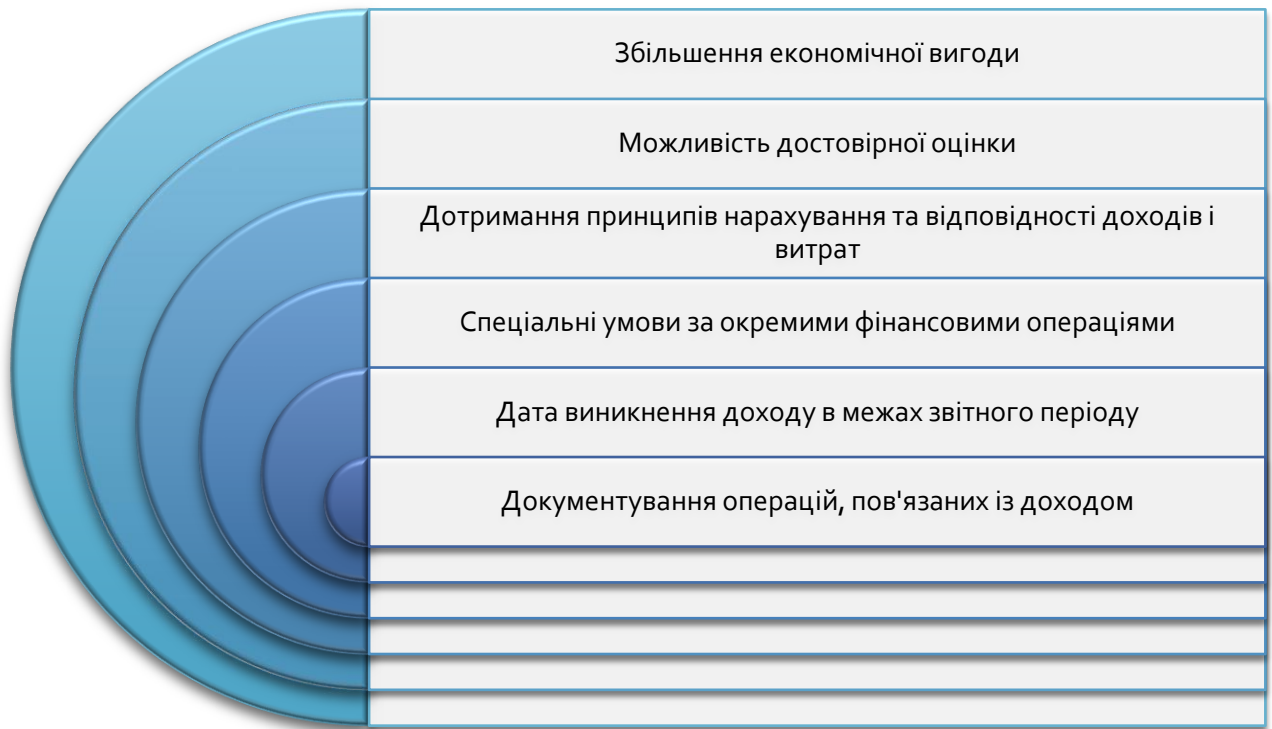 Збільшення економічної вигоди
Можливість достовірної оцінки
Дотримання принципів нарахування та відповідності доходів і
витрат
Спеціальні умови за окремими фінансовими операціями
Дата виникнення доходу в межах звітного періоду
Документування операцій, пов'язаних із доходом